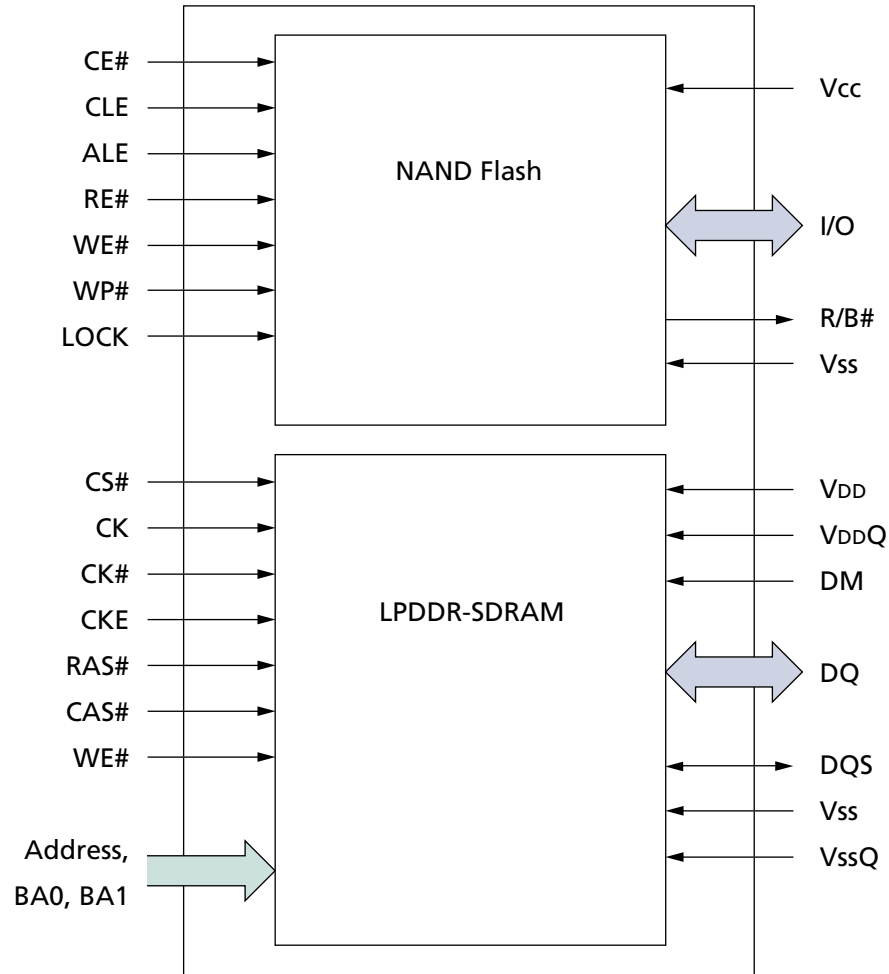 CE#
CLE
ALE
RE#
WE#
WP#
LOCK
NAND Flash
Vcc
I/O
R/B#
Vss
CS#
CK
CK#
CKE
RAS#
CAS#
WE#
Address,
BA0, BA1
LPDDR-SDRAM
VDD
VDDQ
DM
DQ
DQS
Vss
VssQ